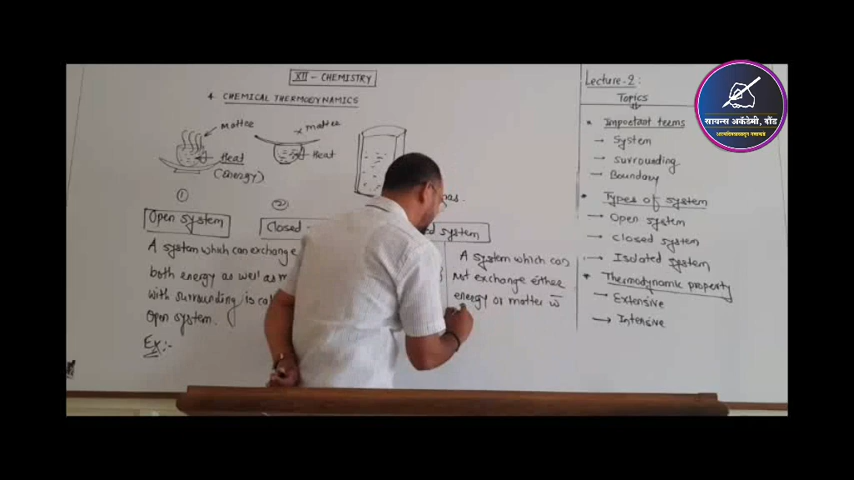 XII - CHEMISTRY
4 CHEMICAL THERMODYNAMICS
matter
Heat
(Energy)
①
x matter
Heat
②
Open system
A system which can exchange
both energy as well as
with surrounding is
Open system.
Ex:-
Closed
system
A system which can
not exchange either
energy or matter w
Lecture-2:
Topics
* Important terms
→ System
→ Surrounding
→ Boundary
* Types of system
→ Open system
→ Closed system
→ Isolated system
* Thermodynamic property
→ Extensive
→ Intensive
सायन्स अकॅडेमी, दौंड